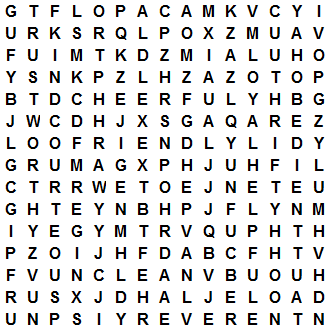 G T F L O P A C A M K V C Y I
U R K S R Q L P O X Z M U A V
F U I M T K D Z M I A L U H O
Y S N K P Z L H Z A Z O T O P
B T D C H E E R F U L Y H B G
J W C D H J X S G A Q A R E Z
L O O F R I E N D L Y L I D Y
G R U M A G X P H J U H F I L
C T R R W E T O E J N E T E U
G H T E Y N B H P J F L Y N M
I Y E G Y M T R V Q U P H T H
P Z O I J H F D A B C F H T V
F V U N C L E A N V B U O U H
R U S X J D H A L J E L O A D
U N P S I Y R E V E R E N T N